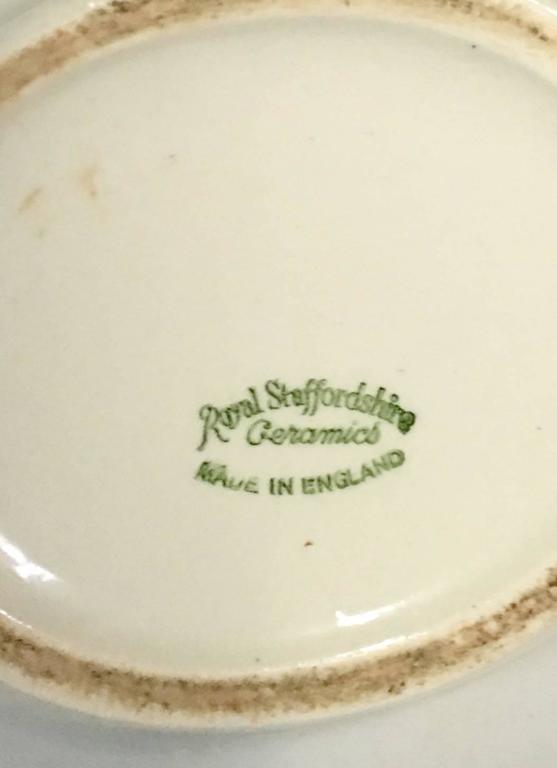 Royal Staffordshire
Ceramics
MADE IN ENGLAND